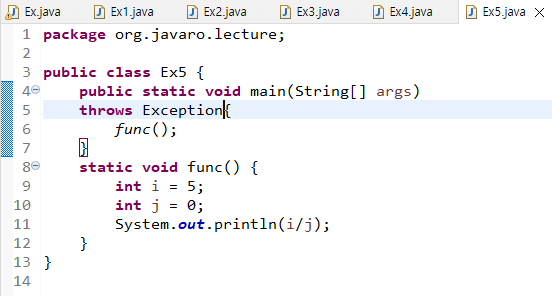 Ex.java Ex1.java Ex2.java Ex3.java Ex4.java Ex5.java
1 package org.javaro.lecture;
2
3 public class Ex5 {
4 public static void main(String[] args)
5 throws Exception{
6 func();
7 }
8 static void func() {
9 int i = 5;
10 int j = 0;
11 System.out.println(i/j);
12 }
13 }
14